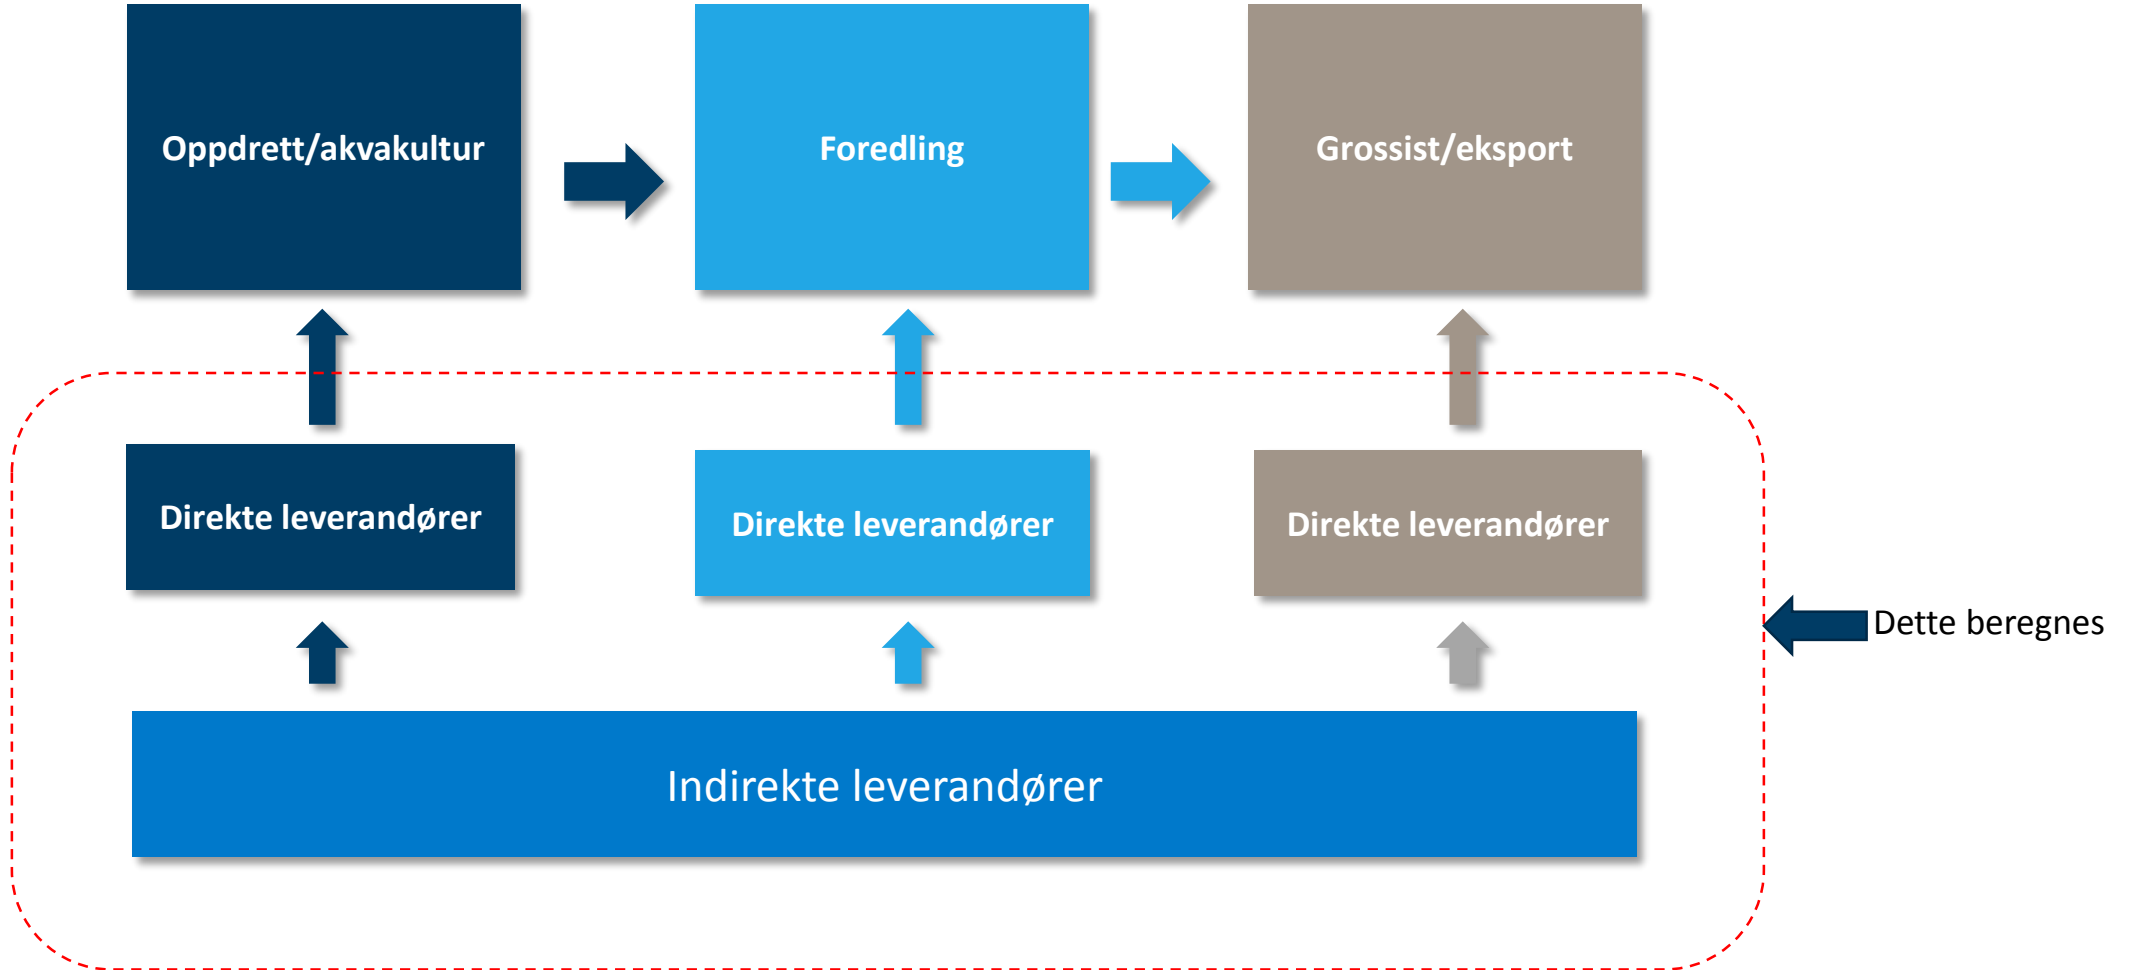 Oppdrett/akvakultur
Foredling
Grossist/eksport
Direkte leverandører
Direkte leverandører
Direkte leverandører
Dette beregnes
Indirekte leverandører